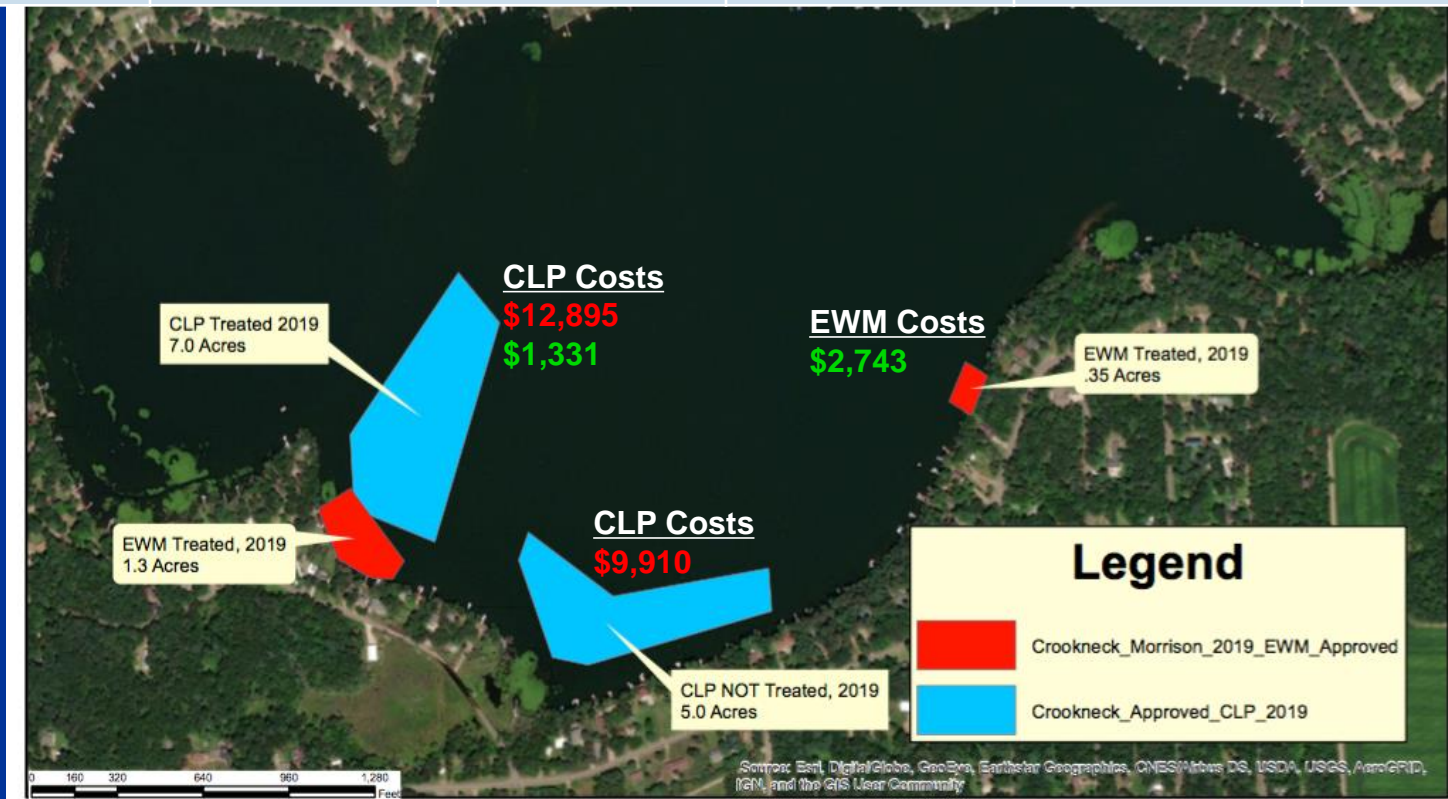 CLP Costs
$12,895
$1,331
CLP Treated 2019
7.0 Acres
EWM Costs
$2,743
EWM Treated, 2019
.35 Acres
CLP Costs
$9,910
EWM Treated, 2019
1.3 Acres
CLP NOT Treated, 2019
5.0 Acres
Legend
Crookneck_Morrison_2019_EWM_Approved
Crookneck_Approved_CLP_2019
0 160 320 640 960 1,280
Feet
Source: Esri, DigitalGlobe, GeoEye, Earthstar Geographics, CNES/Airbus DS, USDA, USGS, AeroGRID,
IGN, and the GIS User Community